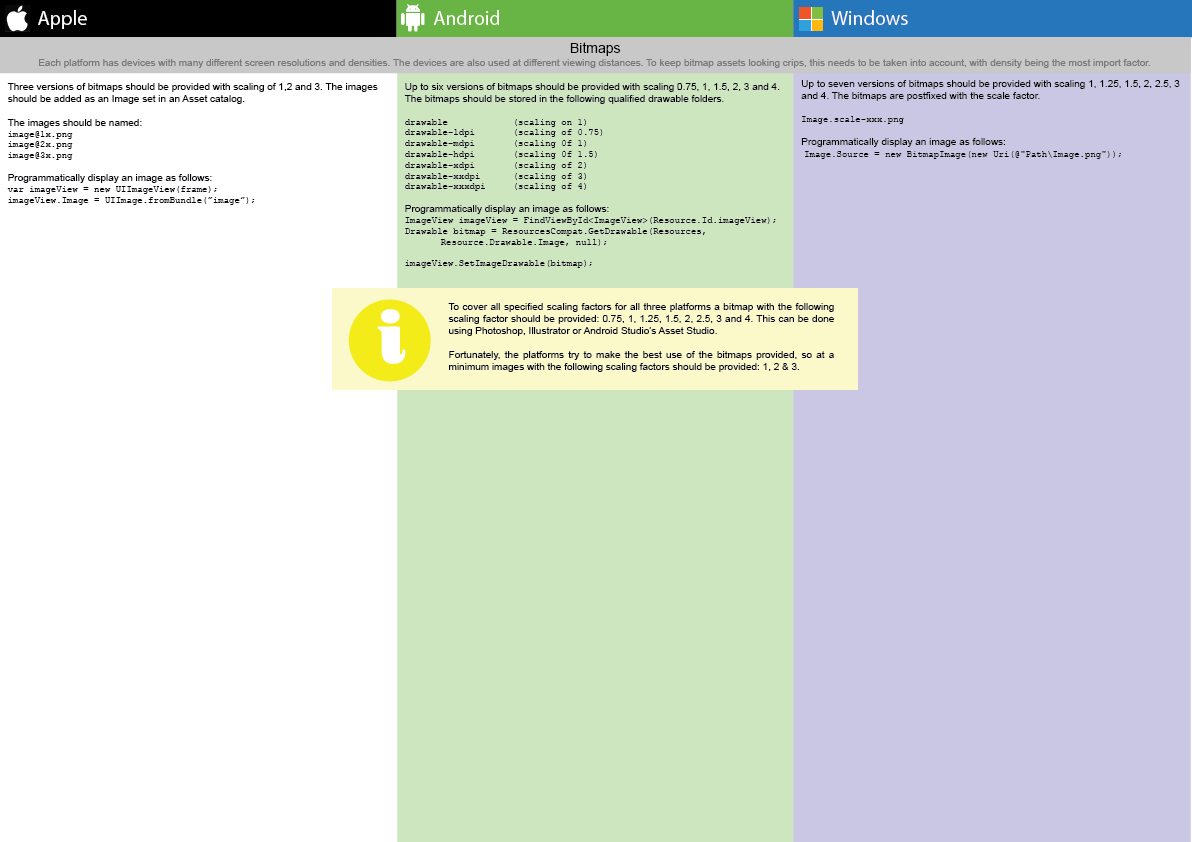 Apple
Android
Windows
Bitmaps
Each platform has devices with many different screen resolutions and densities. The devices are also used at different viewing distances. To keep bitmap assets looking crips, this needs to be taken into account, with density being the most import factor.
Three versions of bitmaps should be provided with scaling of 1,2 and 3. The images
should be added as an Image set in an Asset catalog.
The images should be named:
image@1x.png
image@2x.png
image@3x.png
Programmatically display an image as follows:
var imageView = new UIImageView(frame);
imageView.Image = UIImage.fromBundle(”image”);
Up to six versions of bitmaps should be provided with scaling 0.75, 1, 1.5, 2, 3 and 4.
The bitmaps should be stored in the following qualified drawable folders.
drawable (scaling on 1)
drawable-ldpi (scaling of 0.75)
drawable-mdpi (scaling 0f 1)
drawable-hdpi (scaling 0f 1.5)
drawable-xdpi (scaling of 2)
drawable-xxdpi (scaling of 3)
drawable-xxxdpi (scaling of 4)
Programmatically display an image as follows:
ImageView imageView = FindViewById<ImageView>(Resource.Id.imageView);
Drawable bitmap = ResourcesCompat.GetDrawable(Resources,
Resource.Drawable.Image, null);
imageView.SetImageDrawable(bitmap);
Up to seven versions of bitmaps should be provided with scaling 1, 1.25, 1.5, 2, 2.5, 3
and 4. The bitmaps are postfixed with the scale factor.
Image.scale-xxx.png
Programmatically display an image as follows:
Image.Source = new BitmapImage(new Uri(@"Path\Image.png"));
i
To cover all specified scaling factors for all three platforms a bitmap with the following
scaling factor should be provided: 0.75, 1, 1.25, 1.5, 2, 2.5, 3 and 4. This can be done
using Photoshop, Illustrator or Android Studio’s Asset Studio.
Fortunately, the platforms try to make the best use of the bitmaps provided, so at a
minimum images with the following scaling factors should be provided: 1, 2 & 3.